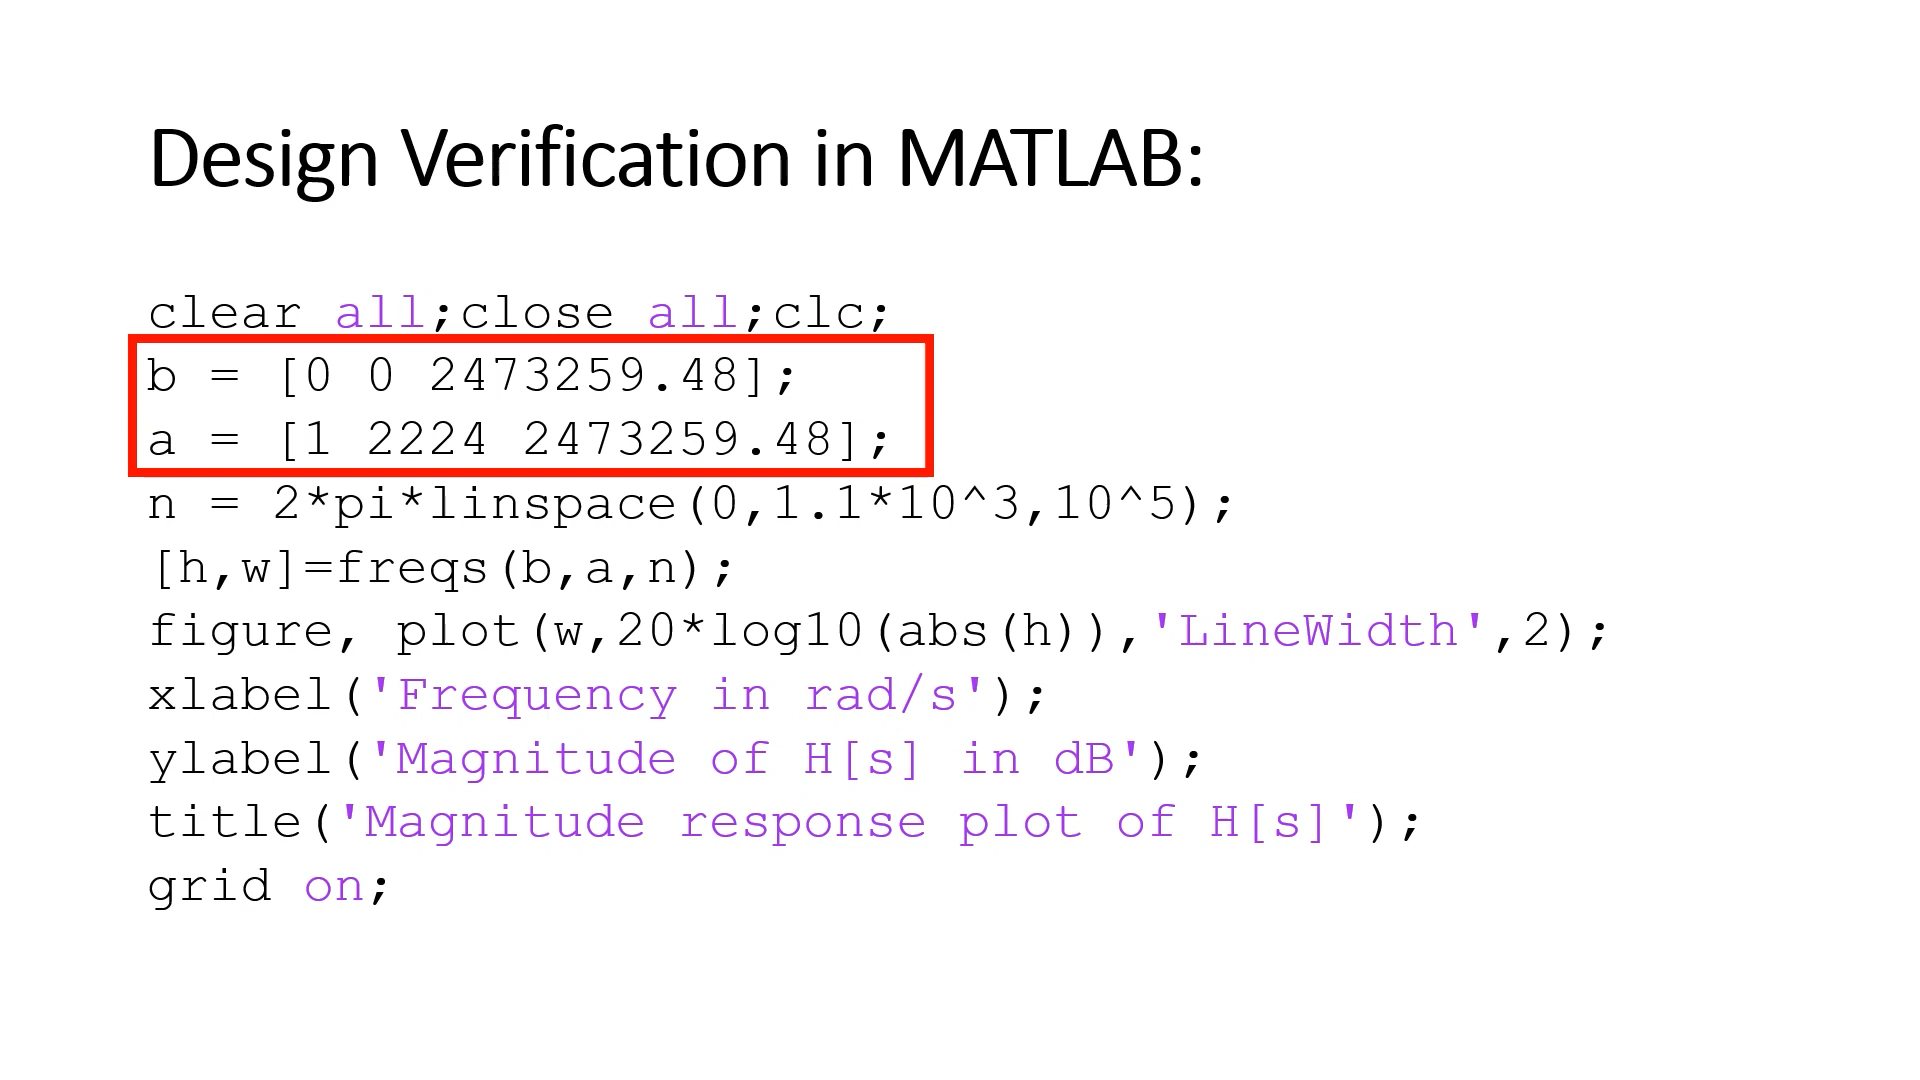 Design Verification in MATLAB:
clear all;close all;clc;
b = [0 0 2473259.48];
a = [1 2224 2473259.48];
n = 2*pi*linspace(0,1.1*10^3,10^5);
[h,w]=freqs(b,a,n);
figure, plot(w,20*log10(abs(h)),'LineWidth',2);
xlabel('Frequency in rad/s');
ylabel('Magnitude of H[s] in dB');
title('Magnitude response plot of H[s]');
grid on;